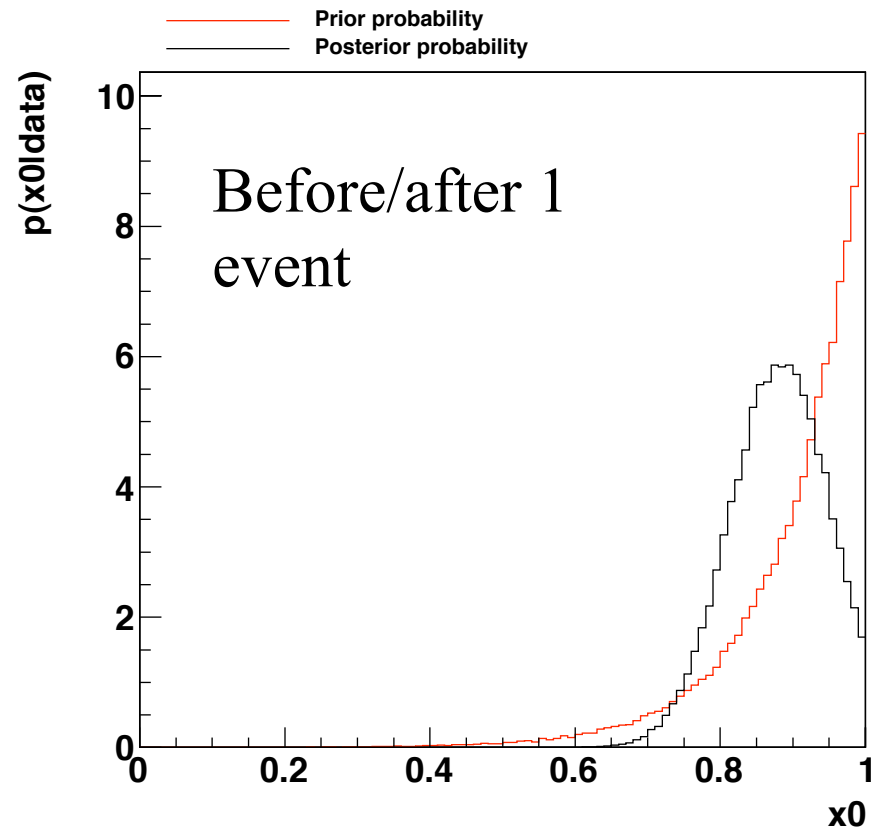 Prior probability
Posterior probability
p(x0|data)
10
8
6
4
2
0
Before/after 1
event
0 0.2 0.4 0.6 0.8 1
x0